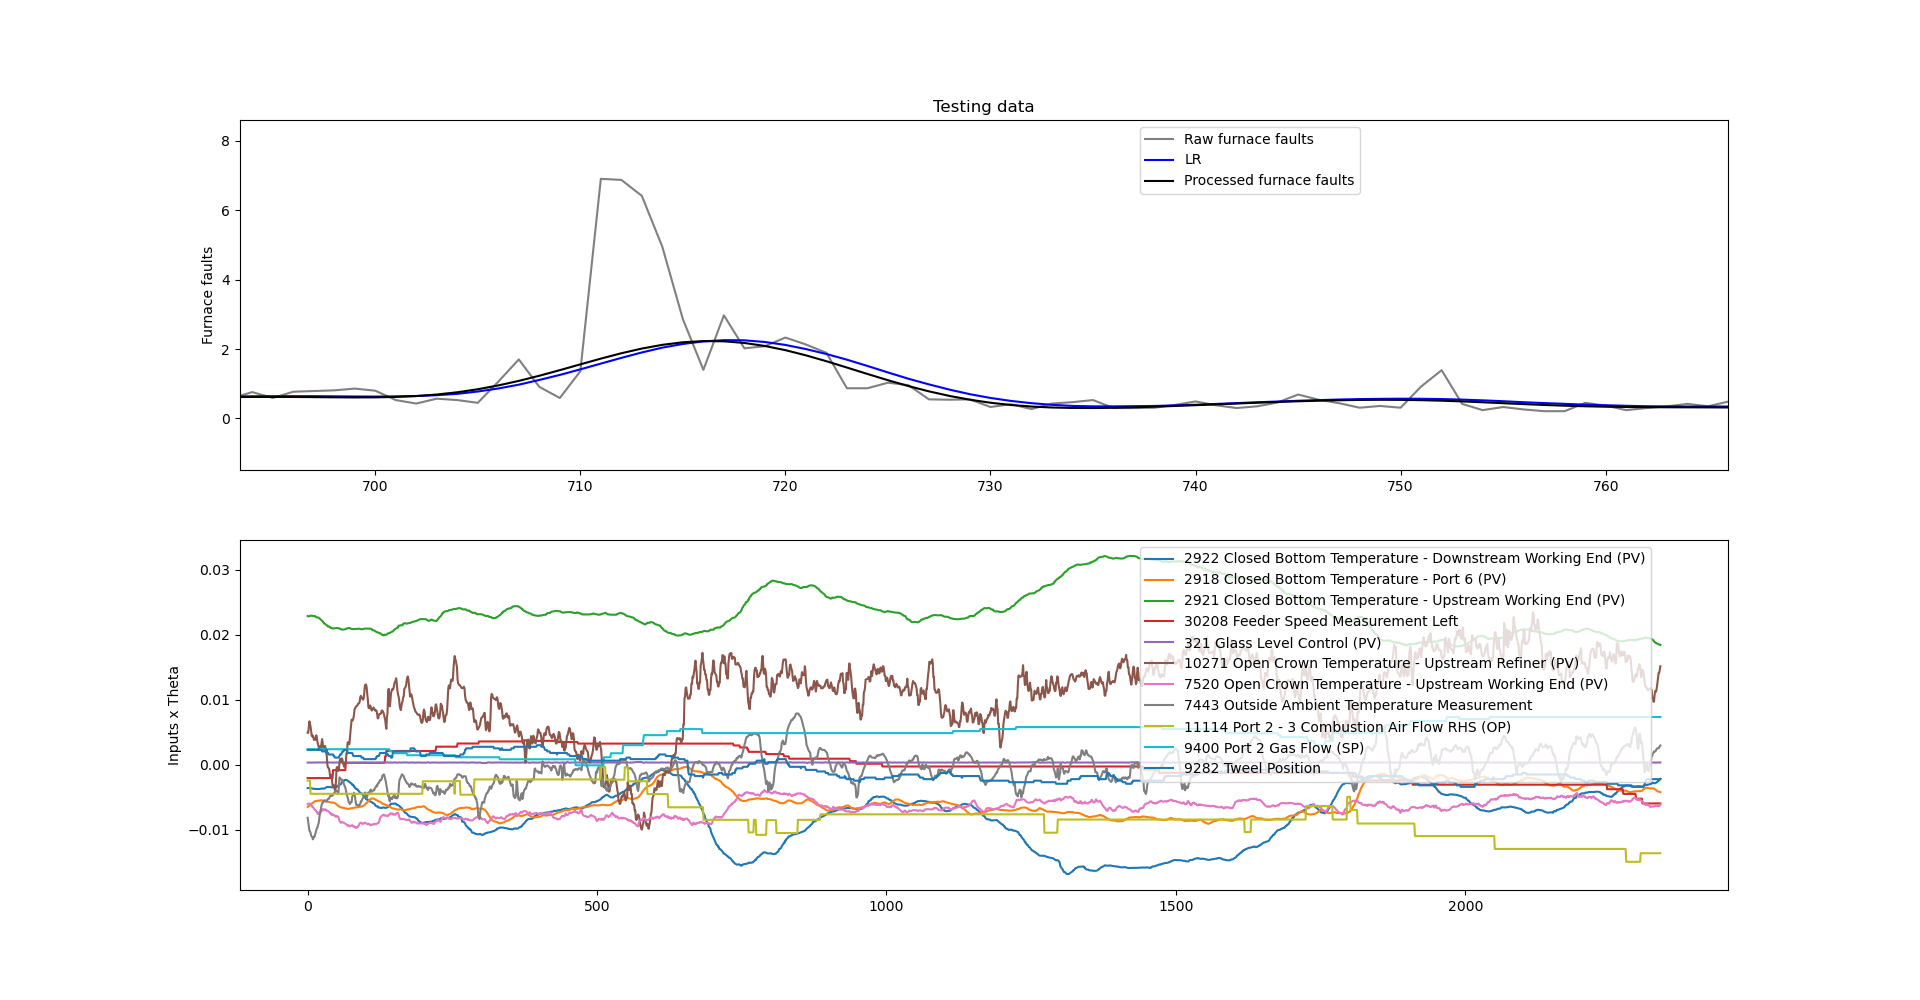 Testing data
Furnace faults
8
6
4
2
0
Raw furnace faults
LR
Processed furnace faults
700
710
720
730
740
750
760
Inputs x Theta
0.03
0.02
0.01
0.00
−0.01
2922 Closed Bottom Temperature - Downstream Working End (PV)
2918 Closed Bottom Temperature - Port 6 (PV)
2921 Closed Bottom Temperature - Upstream Working End (PV)
30208 Feeder Speed Measurement Left
321 Glass Level Control (PV)
10271 Open Crown Temperature - Upstream Refiner (PV)
7520 Open Crown Temperature - Upstream Working End (PV)
7443 Outside Ambient Temperature Measurement
11114 Port 2 - 3 Combustion Air Flow RHS (OP)
9400 Port 2 Gas Flow (SP)
9282 Tweel Position
0
500
1000
1500
2000